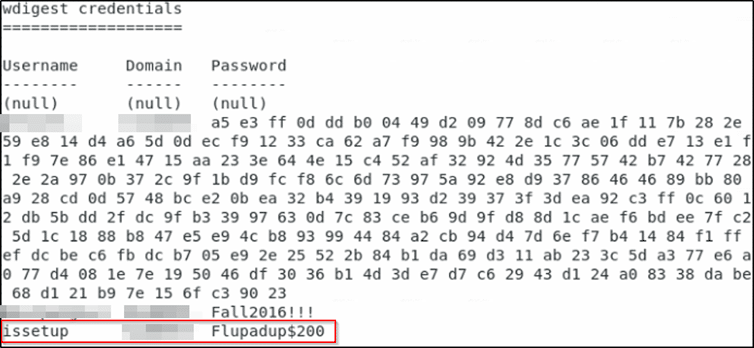 wdigest credentials
===================
Username Domain Password
-------- ------ --------
(null) (null) (null)
a5 e3 ff 0d dd b0 04 49 d2 09 77 8d c6 ae 1f 11 7b 28 2e
59 e8 14 d4 a6 5d 0d ec f9 12 33 ca 62 a7 f9 98 9b 42 2e 1c 3c 06 dd e7 13 e1 f
1 f9 7e 86 e1 47 15 aa 23 3e 64 4e 15 c4 52 af 32 92 4d 35 77 57 42 b7 42 77 28
2e 2a 97 0b 37 2c 9f 1b d9 fc f8 6c 6d 73 97 5a 92 e8 d9 37 86 46 46 89 bb 80
a9 28 cd 0d 57 48 bc e2 0b ea 32 b4 39 19 93 d2 39 37 3f 3d ea 92 c3 ff 0c 60 1
2 db 5b dd 2f dc 9f b3 39 97 63 0d 7c 83 ce b6 9d 9f d8 8d 1c ae f6 bd ee 7f c2
5d 1c 18 88 b8 47 e5 e9 4c b8 93 99 44 84 a2 cb 94 d4 7d 6e f7 b4 14 84 f1 ff
ef dc be c6 fb dc b7 05 e9 2e 25 52 2b 84 b1 da 69 d3 11 ab 23 3c 5d a3 77 e6 a
0 77 d4 08 1e 7e 19 50 46 df 30 36 b1 4d 3d e7 d7 c6 29 43 d1 24 a0 83 38 da be
68 d1 21 b9 7e 15 6f c3 90 23
Fall2016!!!
issetup Flupadup$200